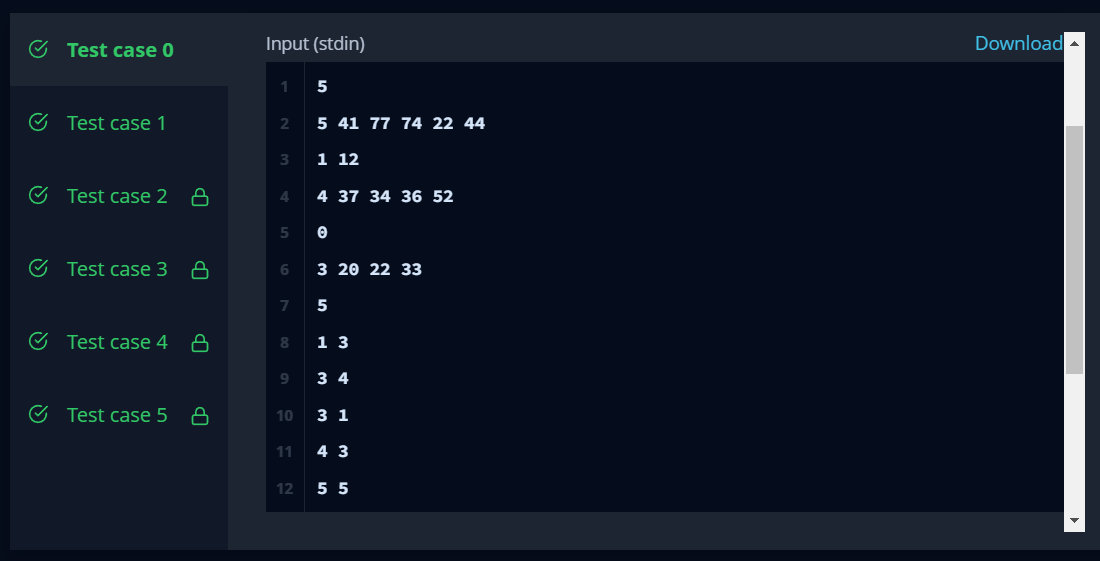 Test case 0
Test case 1
Test case 2
Test case 3
Test case 4
Test case 5
Input (stdin)
Download
1 5
2 5 41 77 74 22 44
3 1 12
4 4 37 34 36 52
5 0
6 3 20 22 33
7 5
8 1 3
9 3 4
10 3 1
11 4 3
12 5 5